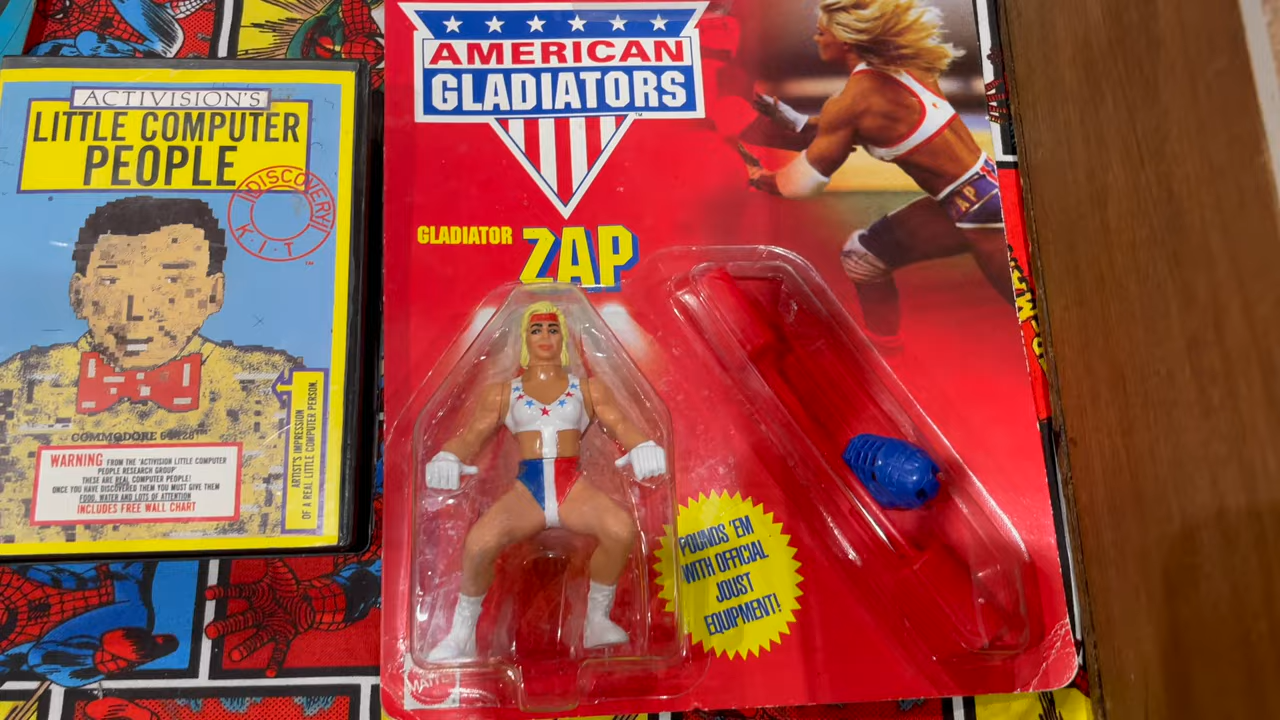 ACTIVISION'S
LITTLE COMPUTER
PEOPLE
DISCOVERY
K·I·T
™
COMMODORE 64/128
WARNING FROM THE 'ACTIVISION LITTLE COMPUTER
PEOPLE RESEARCH GROUP'
THESE ARE REAL COMPUTER PEOPLE!
ONCE YOU HAVE DISCOVERED THEM YOU MUST GIVE THEM
FOOD, WATER AND LOTS OF ATTENTION
INCLUDES FREE WALL CHART
ARTIST'S IMPRESSION
OF A REAL LITTLE COMPUTER PERSON.
AMERICAN
GLADIATORS
™
GLADIATOR ZAP
ZAP
POUNDS 'EM
WITH OFFICIAL
JOUST
EQUIPMENT!
MATTEL